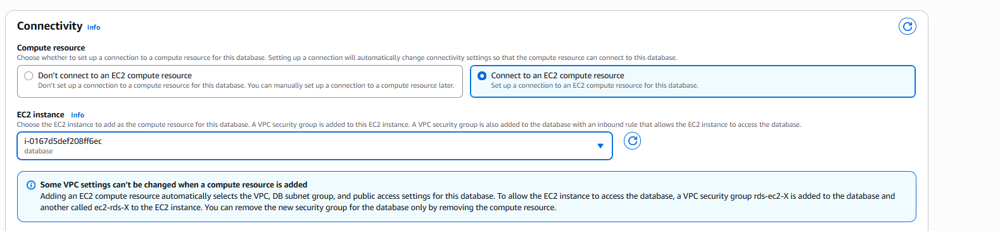 Connectivity Info
Compute resource
Choose whether to set up a connection to a compute resource for this database. Setting up a connection will automatically change connectivity settings so that the compute resource can connect to this database.
Don't connect to an EC2 compute resource
Don't set up a connection to a compute resource for this database. You can manually set up a connection to a compute resource later.
Connect to an EC2 compute resource
Set up a connection to an EC2 compute resource for this database.
EC2 instance Info
Choose the EC2 instance to add as the compute resource for this database. A VPC security group is added to this EC2 instance. A VPC security group is also added to the database with an inbound rule that allows the EC2 instance to access the database.
i-0167d5def208ff6ec
database
Some VPC settings can't be changed when a compute resource is added
Adding an EC2 compute resource automatically selects the VPC, DB subnet group, and public access settings for this database. To allow the EC2 instance to access the database, a VPC security group rds-ec2-X is added to the database and
another called ec2-rds-X to the EC2 instance. You can remove the new security group for the database only by removing the compute resource.